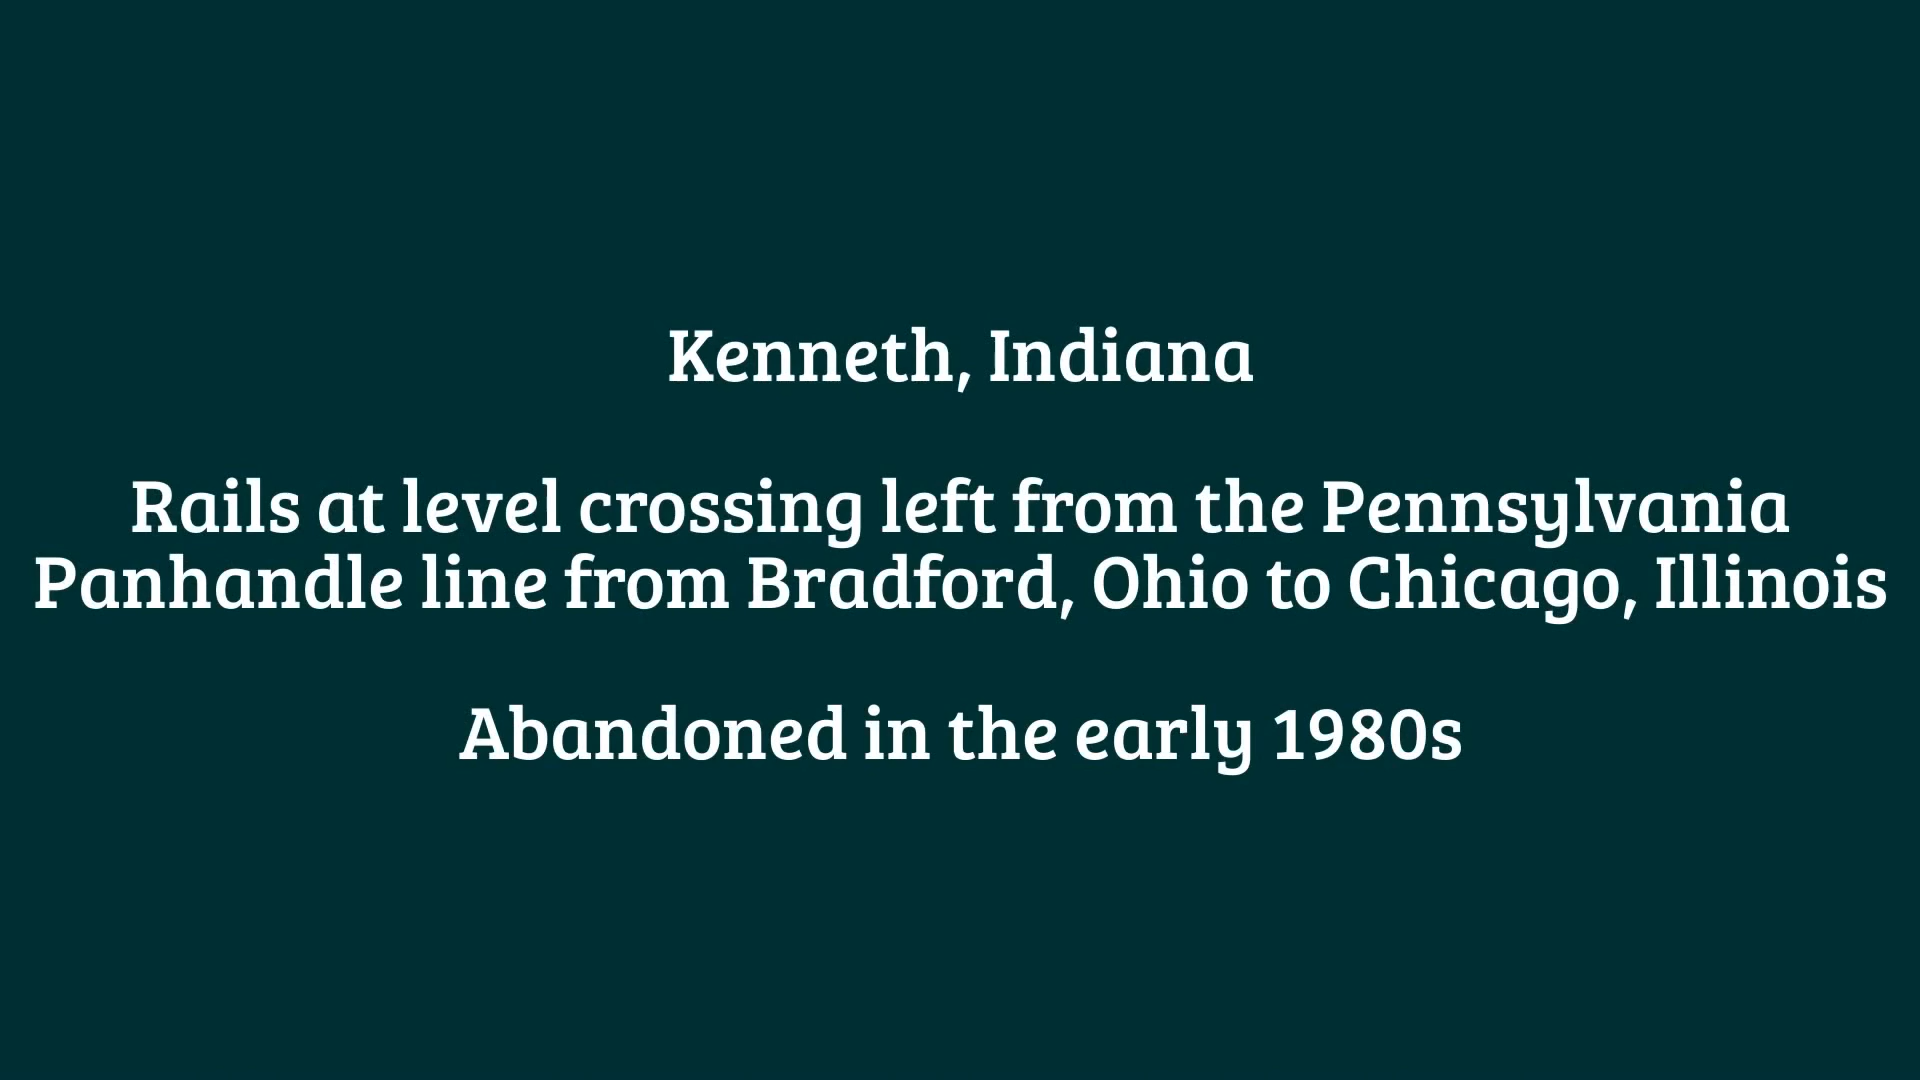 Kenneth, Indiana
Rails at level crossing left from the Pennsylvania
Panhandle line from Bradford, Ohio to Chicago, Illinois
Abandoned in the early 1980s